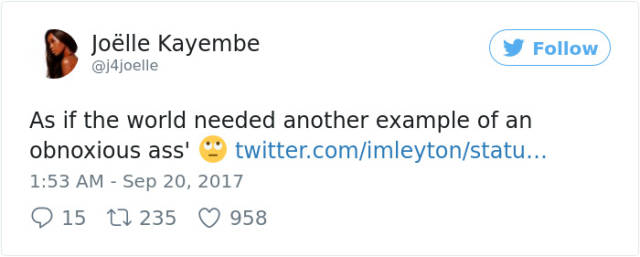 Joëlle Kayembe
@j4joelle
Follow
As if the world needed another example of an
obnoxious ass' 🙄 twitter.com/imleyton/statu...
1:53 AM - Sep 20, 2017
15 235 958